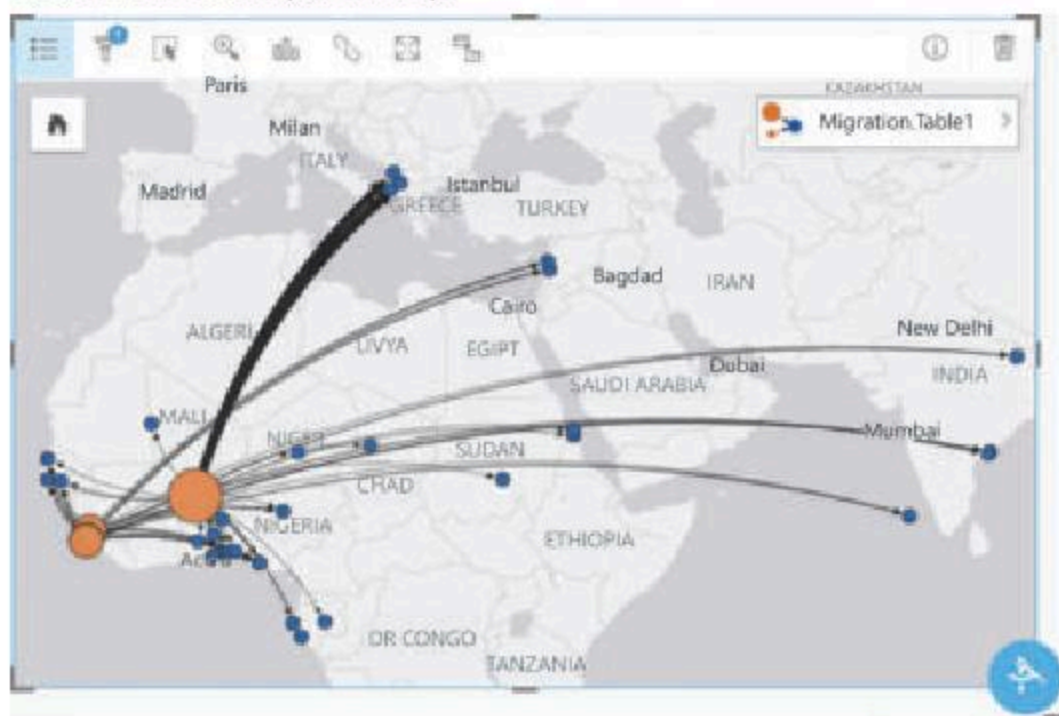 Paris
KAZAKHSTAN
Migration.Table1
Milan
ITALY
Madrid
Istanbul
GREECE
TURKEY
Bagdad
IRAN
Cairo
New Delhi
ALGERI
LIVYA
EGIPT
Dubai
INDIA
SAUDI ARABIA
MALI
Mumbai
NIGER
SUDAN
CHAD
NIGERIA
ETHIOPIA
DR CONGO
TANZANIA